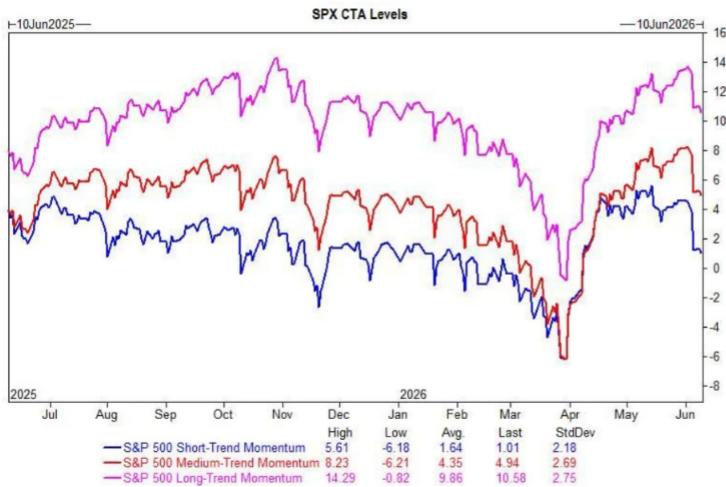 SPX CTA Levels
10Jun2025
10Jun2026
16
14
12
10
8
6
4
2
0
-2
-4
-6
-8
2025 2026
Jul Aug Sep Oct Nov Dec Jan Feb Mar Apr May Jun
High Low Avg. Last StdDev
S&P 500 Short-Trend Momentum 5.61 -6.18 1.64 1.01 2.18
S&P 500 Medium-Trend Momentum 8.23 -6.21 4.35 4.94 2.69
S&P 500 Long-Trend Momentum 14.29 -0.82 9.86 10.58 2.75